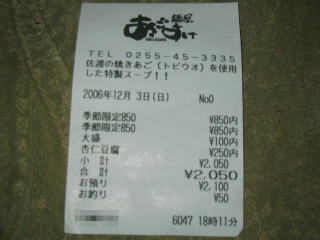 麺屋
あごすけ
TEL 0255-45-3335
佐渡の焼きあご(トビウオ)を使用
した特製スープ!!
2006年12月 3日(日) No0
季節限定850 ¥850内
季節限定850 ¥850内
大盛 ¥100内
杏仁豆腐 ¥250内
小 計 ¥2,050
合 計 ¥2,050
お預り ¥2,100
お釣り ¥50
6047 18時11分